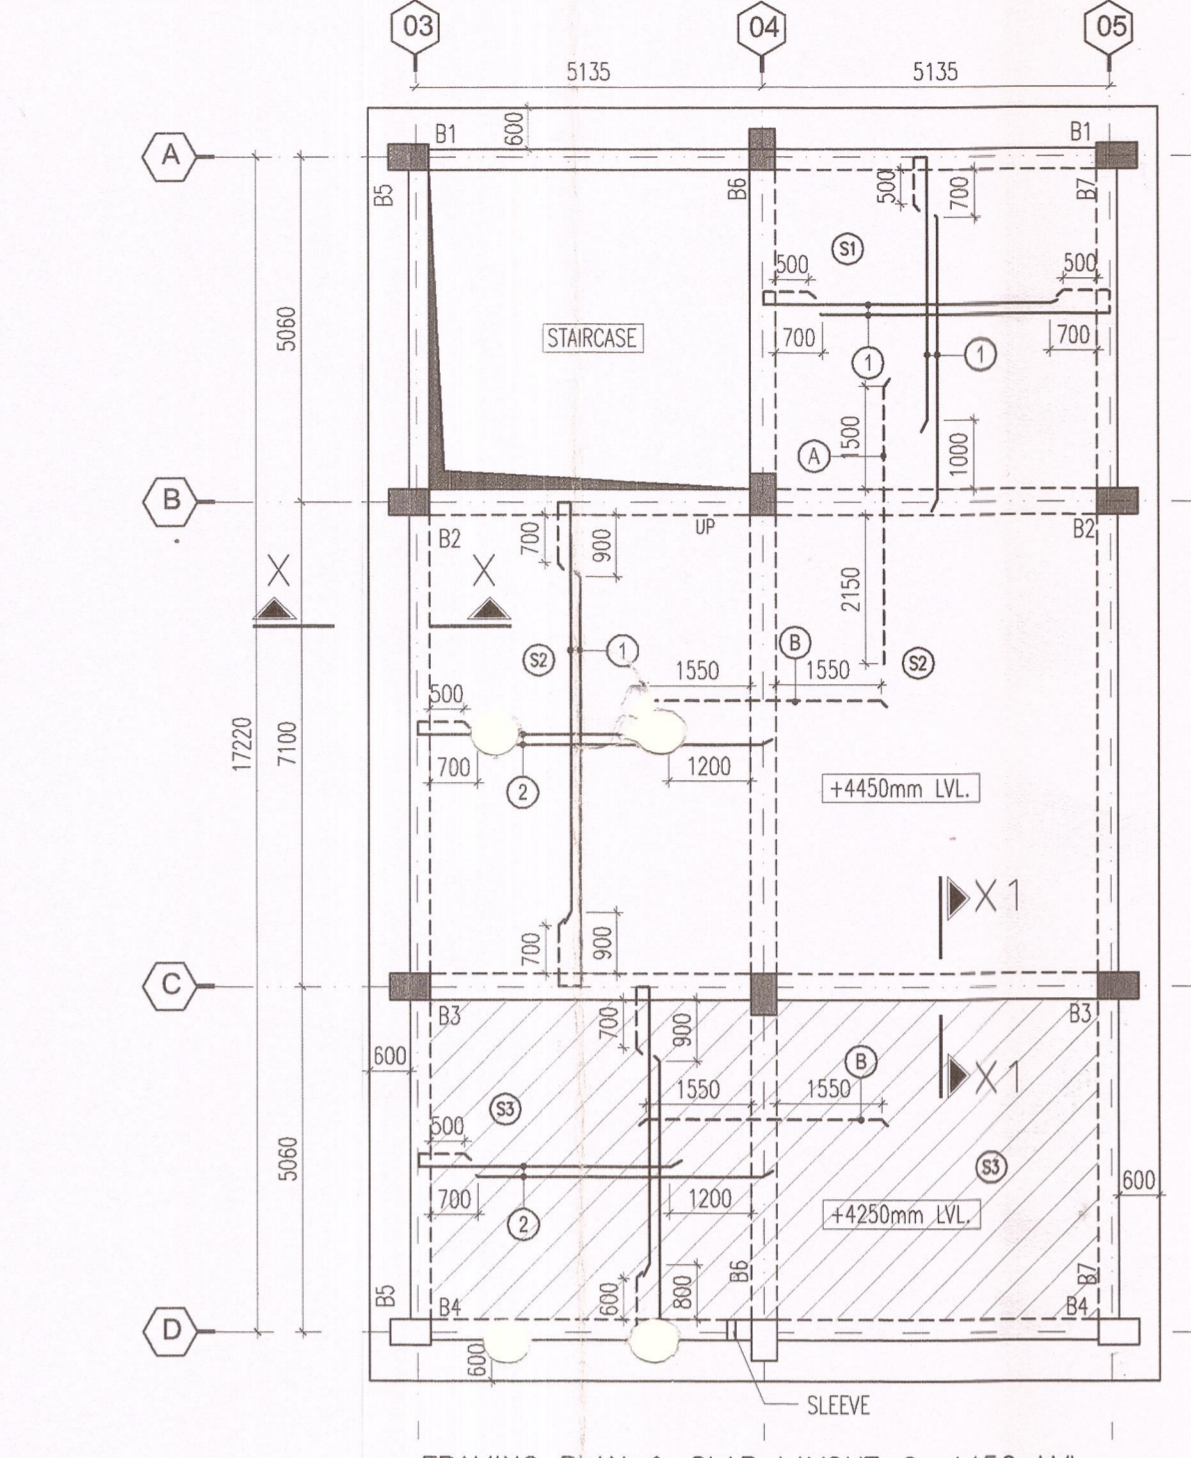 03 04 05
5135 5135
B1 600 B1
A
B5 B6 500 700 B7
S1
500 500
5060 STAIRCASE
700 1 1 700
A 1500 1000
B
B2 700 900 UP B2
X X
2150
S2 1 B S2
1550 1550
500
17220 7100
700 2 1200
+4450mm LVL.
X1
700 900
C
B3 700 900 B3
600 B X1
1550 1550
S3
500
5060
S3
700 2 1200 +4250mm LVL. 600
B5 B4 600 800 B6 B7 B4
D
600
SLEEVE